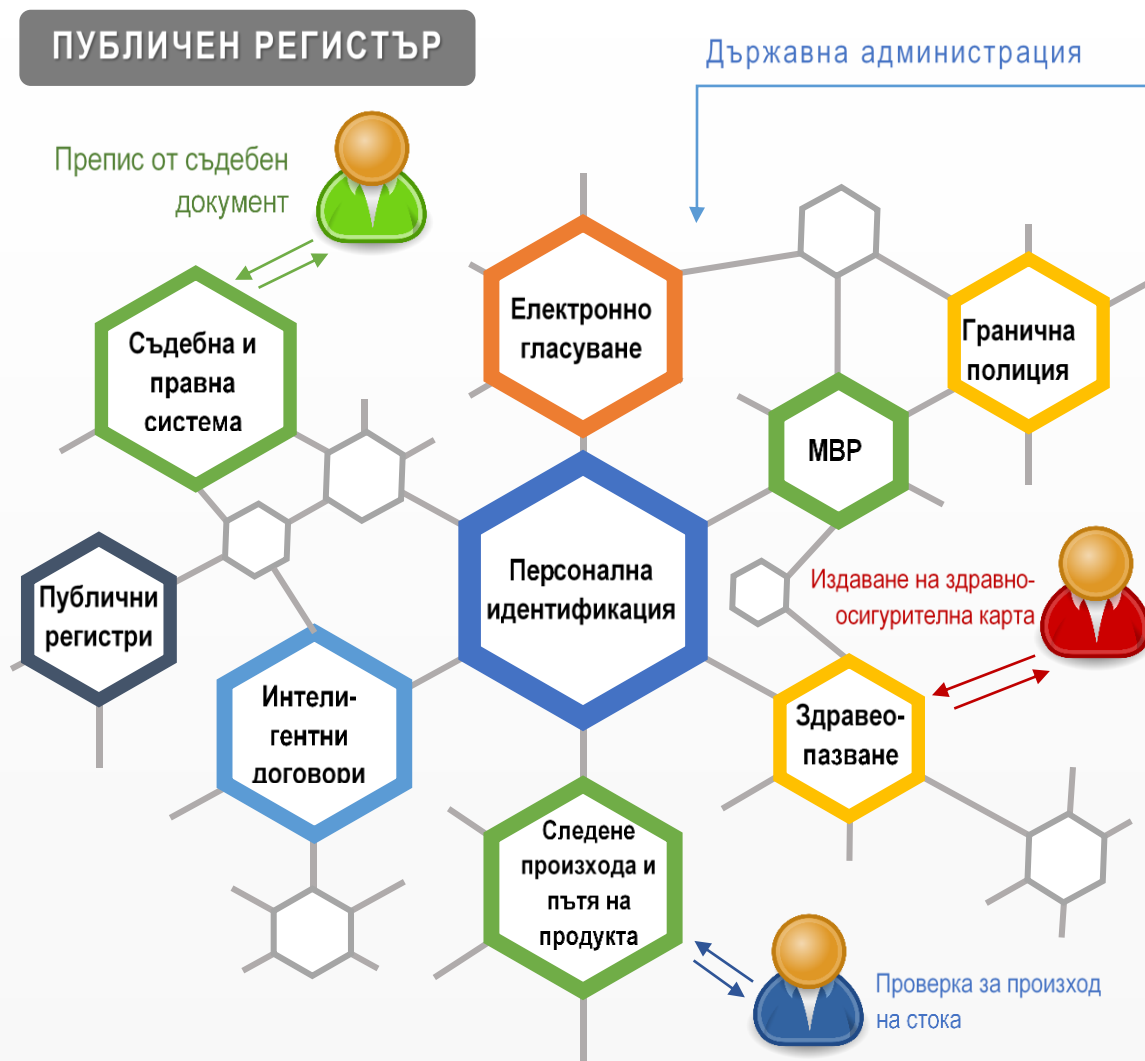 ПУБЛИЧЕН РЕГИСТЪР
Държавна администрация
Препис от съдебен
документ
Електронно
гласуване
Гранична
полиция
Съдебна и
правна
система
МВР
Персонална
идентификация
Издаване на здравно-
осигурителна карта
Публични
регистри
Интели-
гентни
договори
Здравео-
пазване
Следене
произхода и
пътя на
продукта
Проверка за произход
на стока